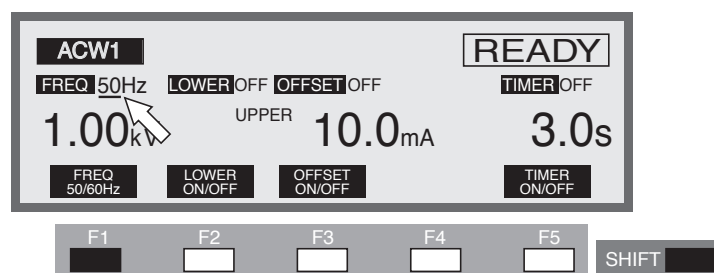 ACW1 READY
FREQ 50Hz LOWER OFF OFFSET OFF TIMER OFF
1.00kV UPPER 10.0mA 3.0s
FREQ 50/60Hz LOWER ON/OFF OFFSET ON/OFF TIMER ON/OFF
F1 F2 F3 F4 F5
SHIFT